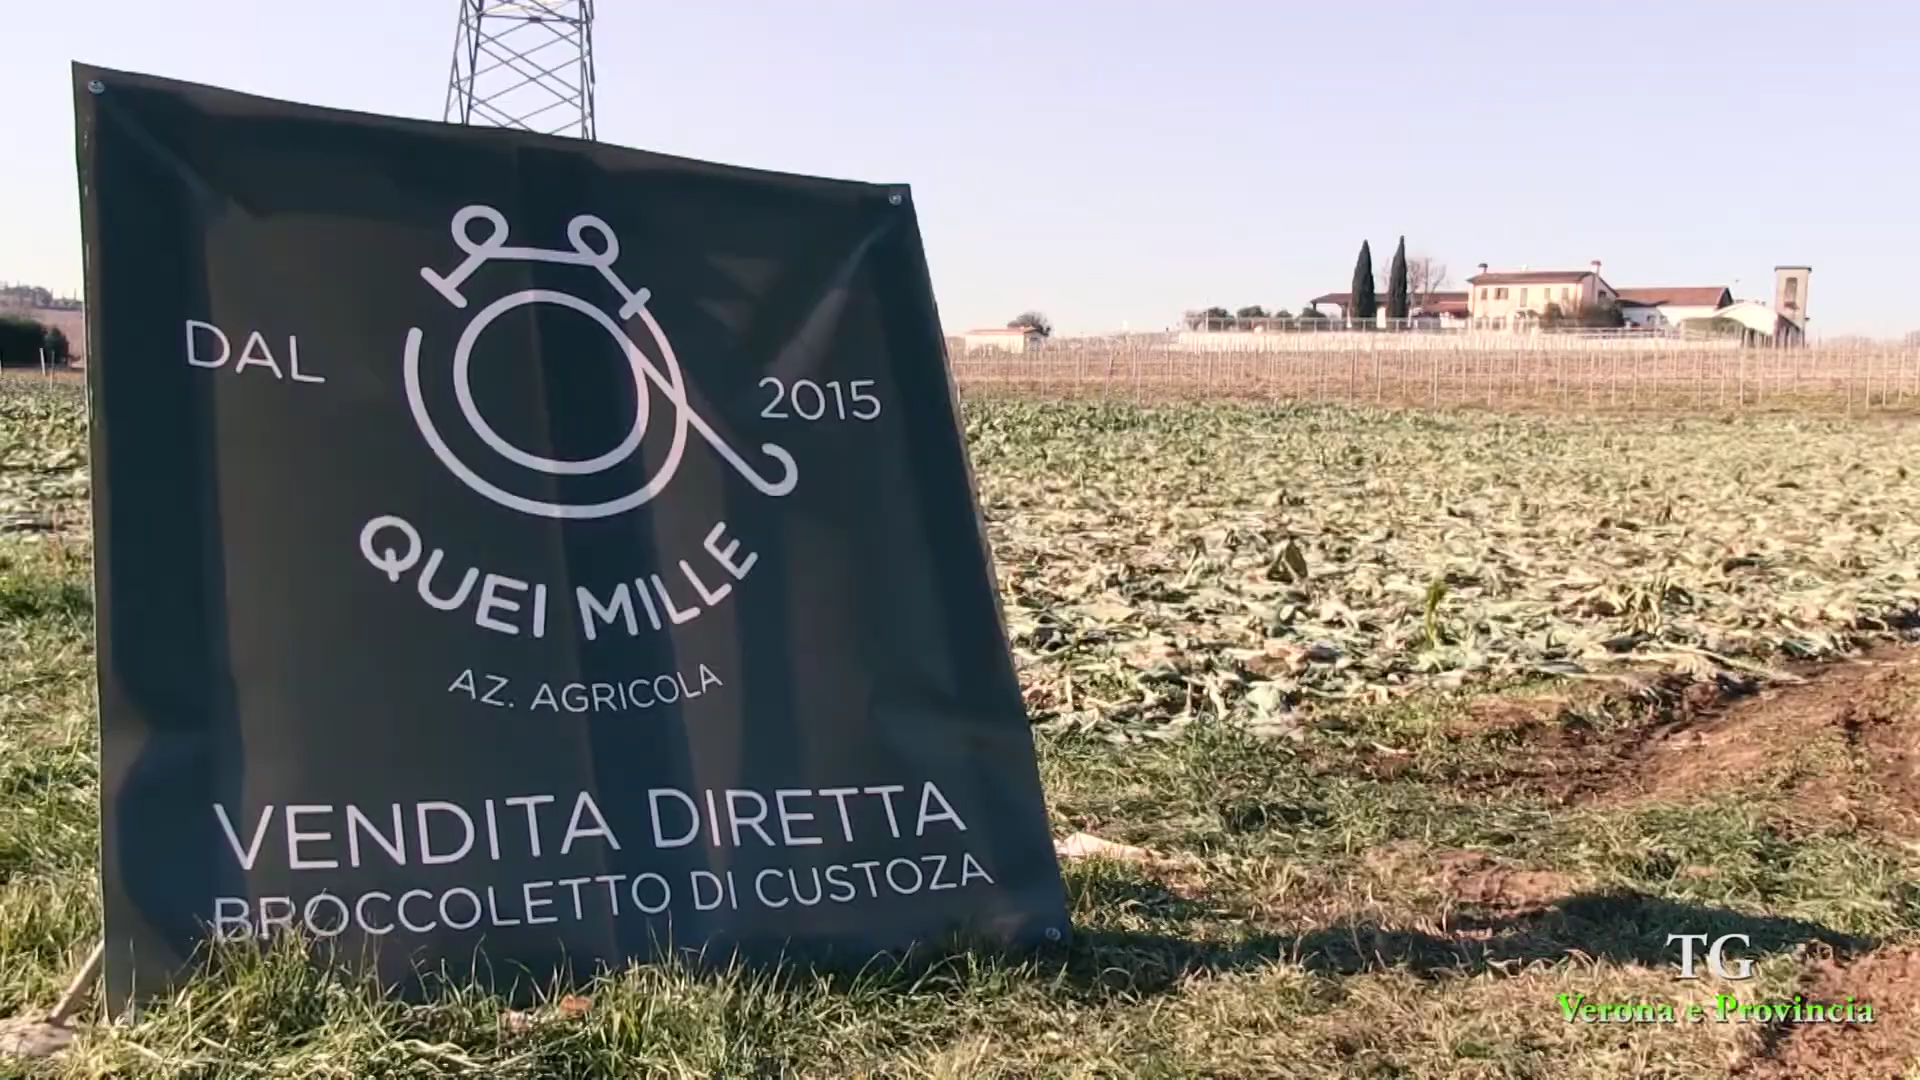 DAL
2015
QUEI MILLE
AZ. AGRICOLA
VENDITA DIRETTA
BROCCOLETTO DI CUSTOZA
TG
Verona e Provincia